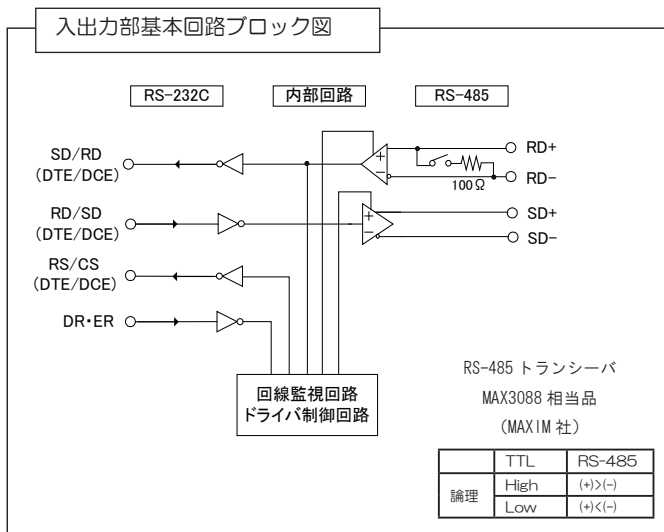 入出力部基本回路ブロック図
RS-232C
内部回路
RS-485
SD/RD
(DTE/DCE)
RD+
RD-
100Ω
RD/SD
(DTE/DCE)
SD+
SD-
RS/CS
(DTE/DCE)
DR・ER
回線監視回路
ドライバ制御回路
RS-485 トランシーバ
MAX3088 相当品
(MAXIM 社)
TTL RS-485
論理 High (+)>(-)
Low (+)<(-)